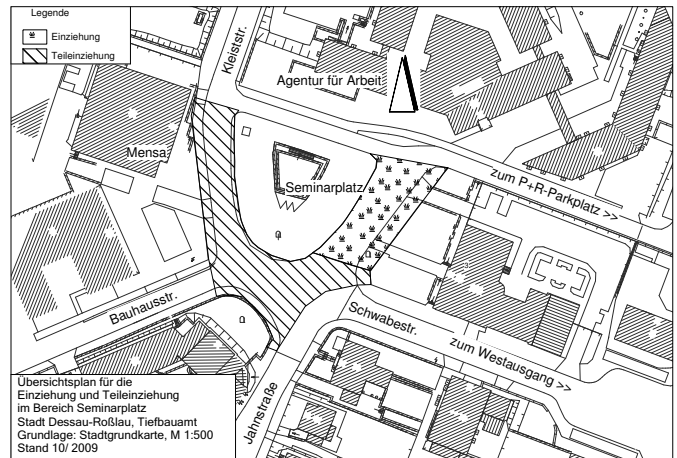 Legende
Einziehung
Teileinziehung
Kleiststr.
Agentur für Arbeit
Mensa
Seminarplatz
zum P+R-Parkplatz >>
Bauhausstr.
Schwabestr.
zum Westausgang >>
Jahnstraße
Übersichtsplan für die
Einziehung und Teileinziehung
im Bereich Seminarplatz
Stadt Dessau-Roßlau, Tiefbauamt
Grundlage: Stadtgrundkarte, M 1:500
Stand 10/ 2009